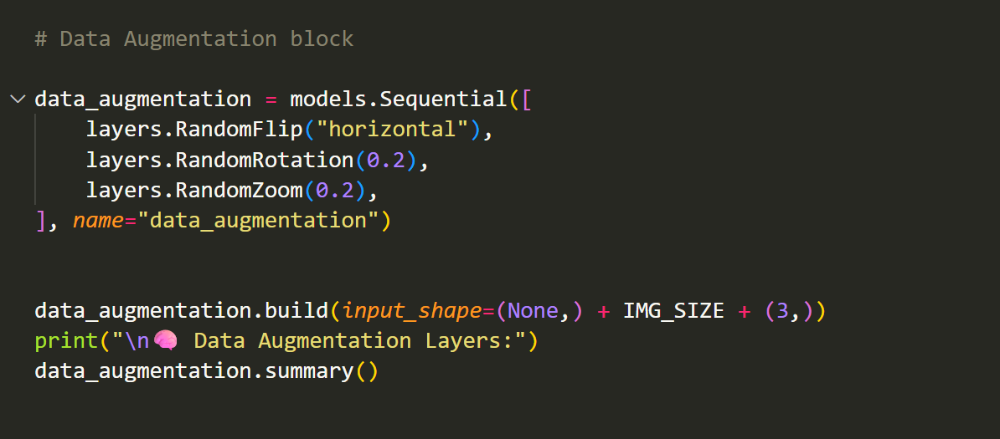 # Data Augmentation block
data_augmentation = models.Sequential([
    layers.RandomFlip("horizontal"),
    layers.RandomRotation(0.2),
    layers.RandomZoom(0.2),
], name="data_augmentation")
data_augmentation.build(input_shape=(None,) + IMG_SIZE + (3,))
print("\n🧠 Data Augmentation Layers:")
data_augmentation.summary()